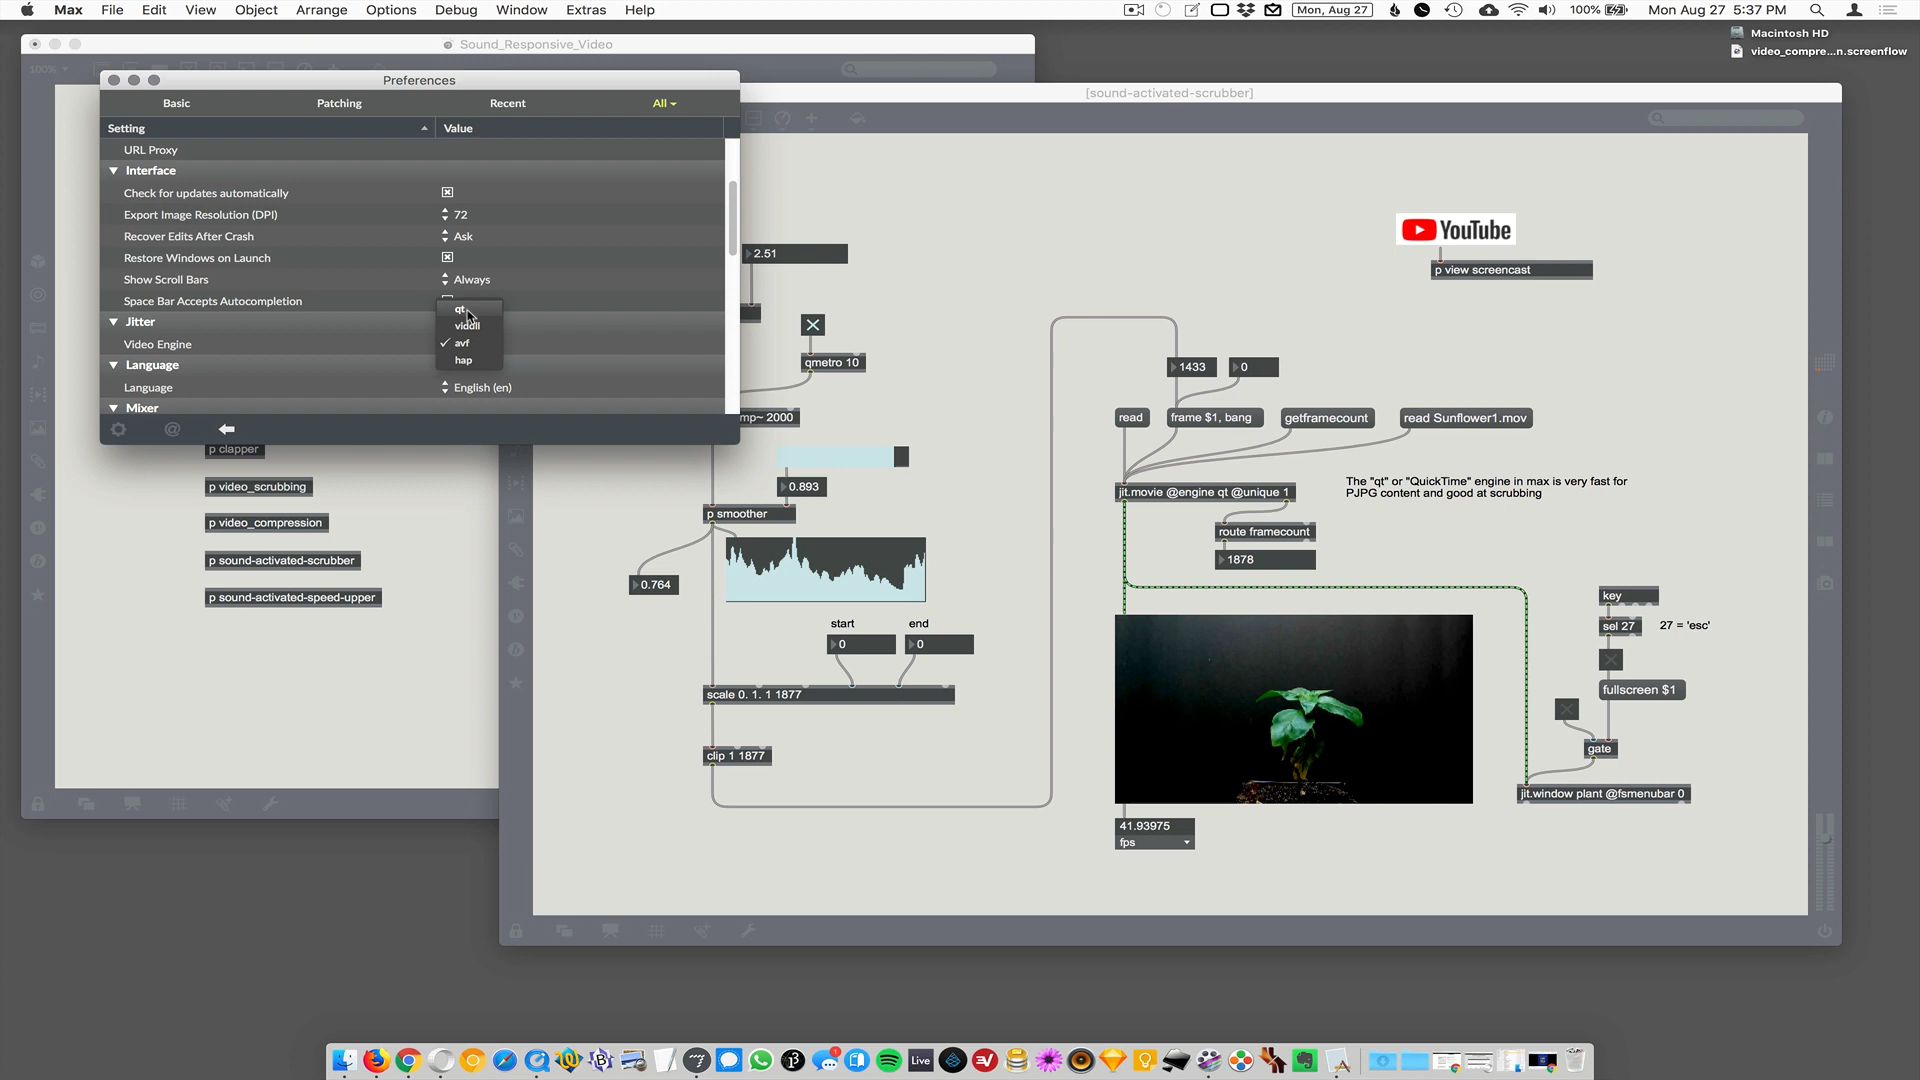 Max File Edit View Object Arrange Options Debug Window Extras Help
Mon, Aug 27
100%
Mon Aug 27 5:37 PM
Macintosh HD
video_compre...n.screenflow
Sound_Responsive_Video
100%
Preferences
Basic Patching Recent All
Setting Value
URL Proxy
Interface
Check for updates automatically
Export Image Resolution (DPI) 72
Recover Edits After Crash Ask
Restore Windows on Launch
Show Scroll Bars Always
Space Bar Accepts Autocompletion
Jitter
Video Engine
qt
viddll
avf
hap
Language
Language English (en)
Mixer
p clapper
p video_scrubbing
p video_compression
p sound-activated-scrubber
p sound-activated-speed-upper
[sound-activated-scrubber]
2.51
qmetro 10
mp~ 2000
0.893
p smoother
0.764
start end
0 0
scale 0. 1. 1 1877
clip 1 1877
YouTube
p view screencast
1433 0
read
frame $1, bang
getframecount
read Sunflower1.mov
jit.movie @engine qt @unique 1
The "qt" or "QuickTime" engine in max is very fast for
PJPG content and good at scrubbing
route framecount
1878
key
sel 27
27 = 'esc'
fullscreen $1
gate
jit.window plant @fsmenubar 0
41.93975
fps
Live